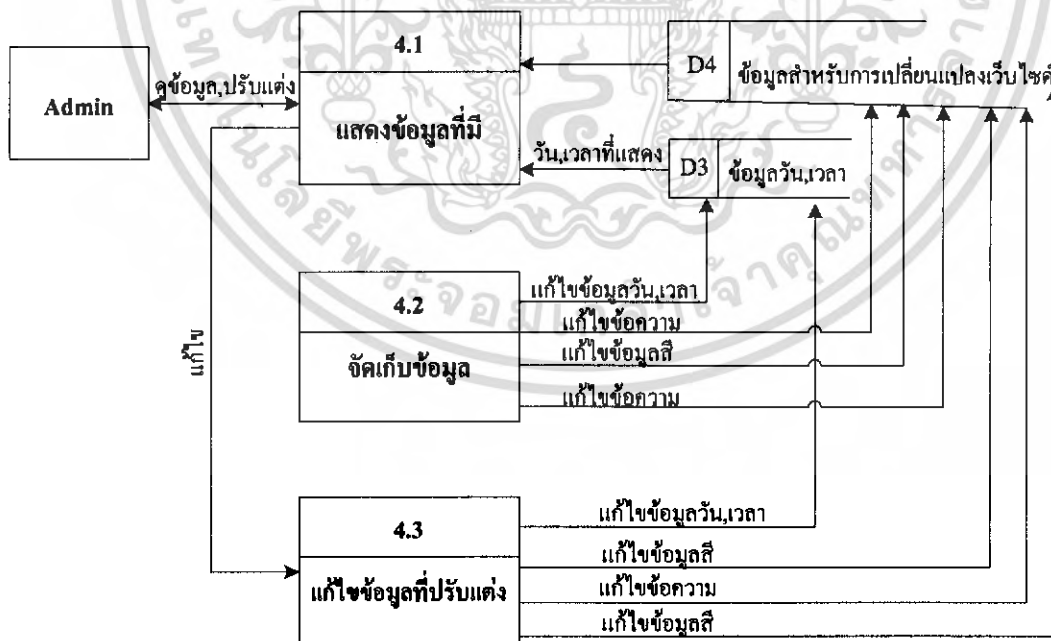 4.1
D4
ข้อมูลสำหรับการเปลี่ยนแปลงเว็บไซต์
Admin
ดูข้อมูล,ปรับแต่ง
แสดงข้อมูลที่มี
วัน,เวลาที่แสดง
D3
ข้อมูลวัน,เวลา
4.2
แก้ไขข้อมูลวัน,เวลา
แก้ไขข้อความ
แก้ไข
จัดเก็บข้อมูล
แก้ไขข้อมูลสี
แก้ไขข้อความ
4.3
แก้ไขข้อมูลวัน,เวลา
แก้ไขข้อมูลสี
แก้ไขข้อมูลที่ปรับแต่ง
แก้ไขข้อความ
แก้ไขข้อมูลสี